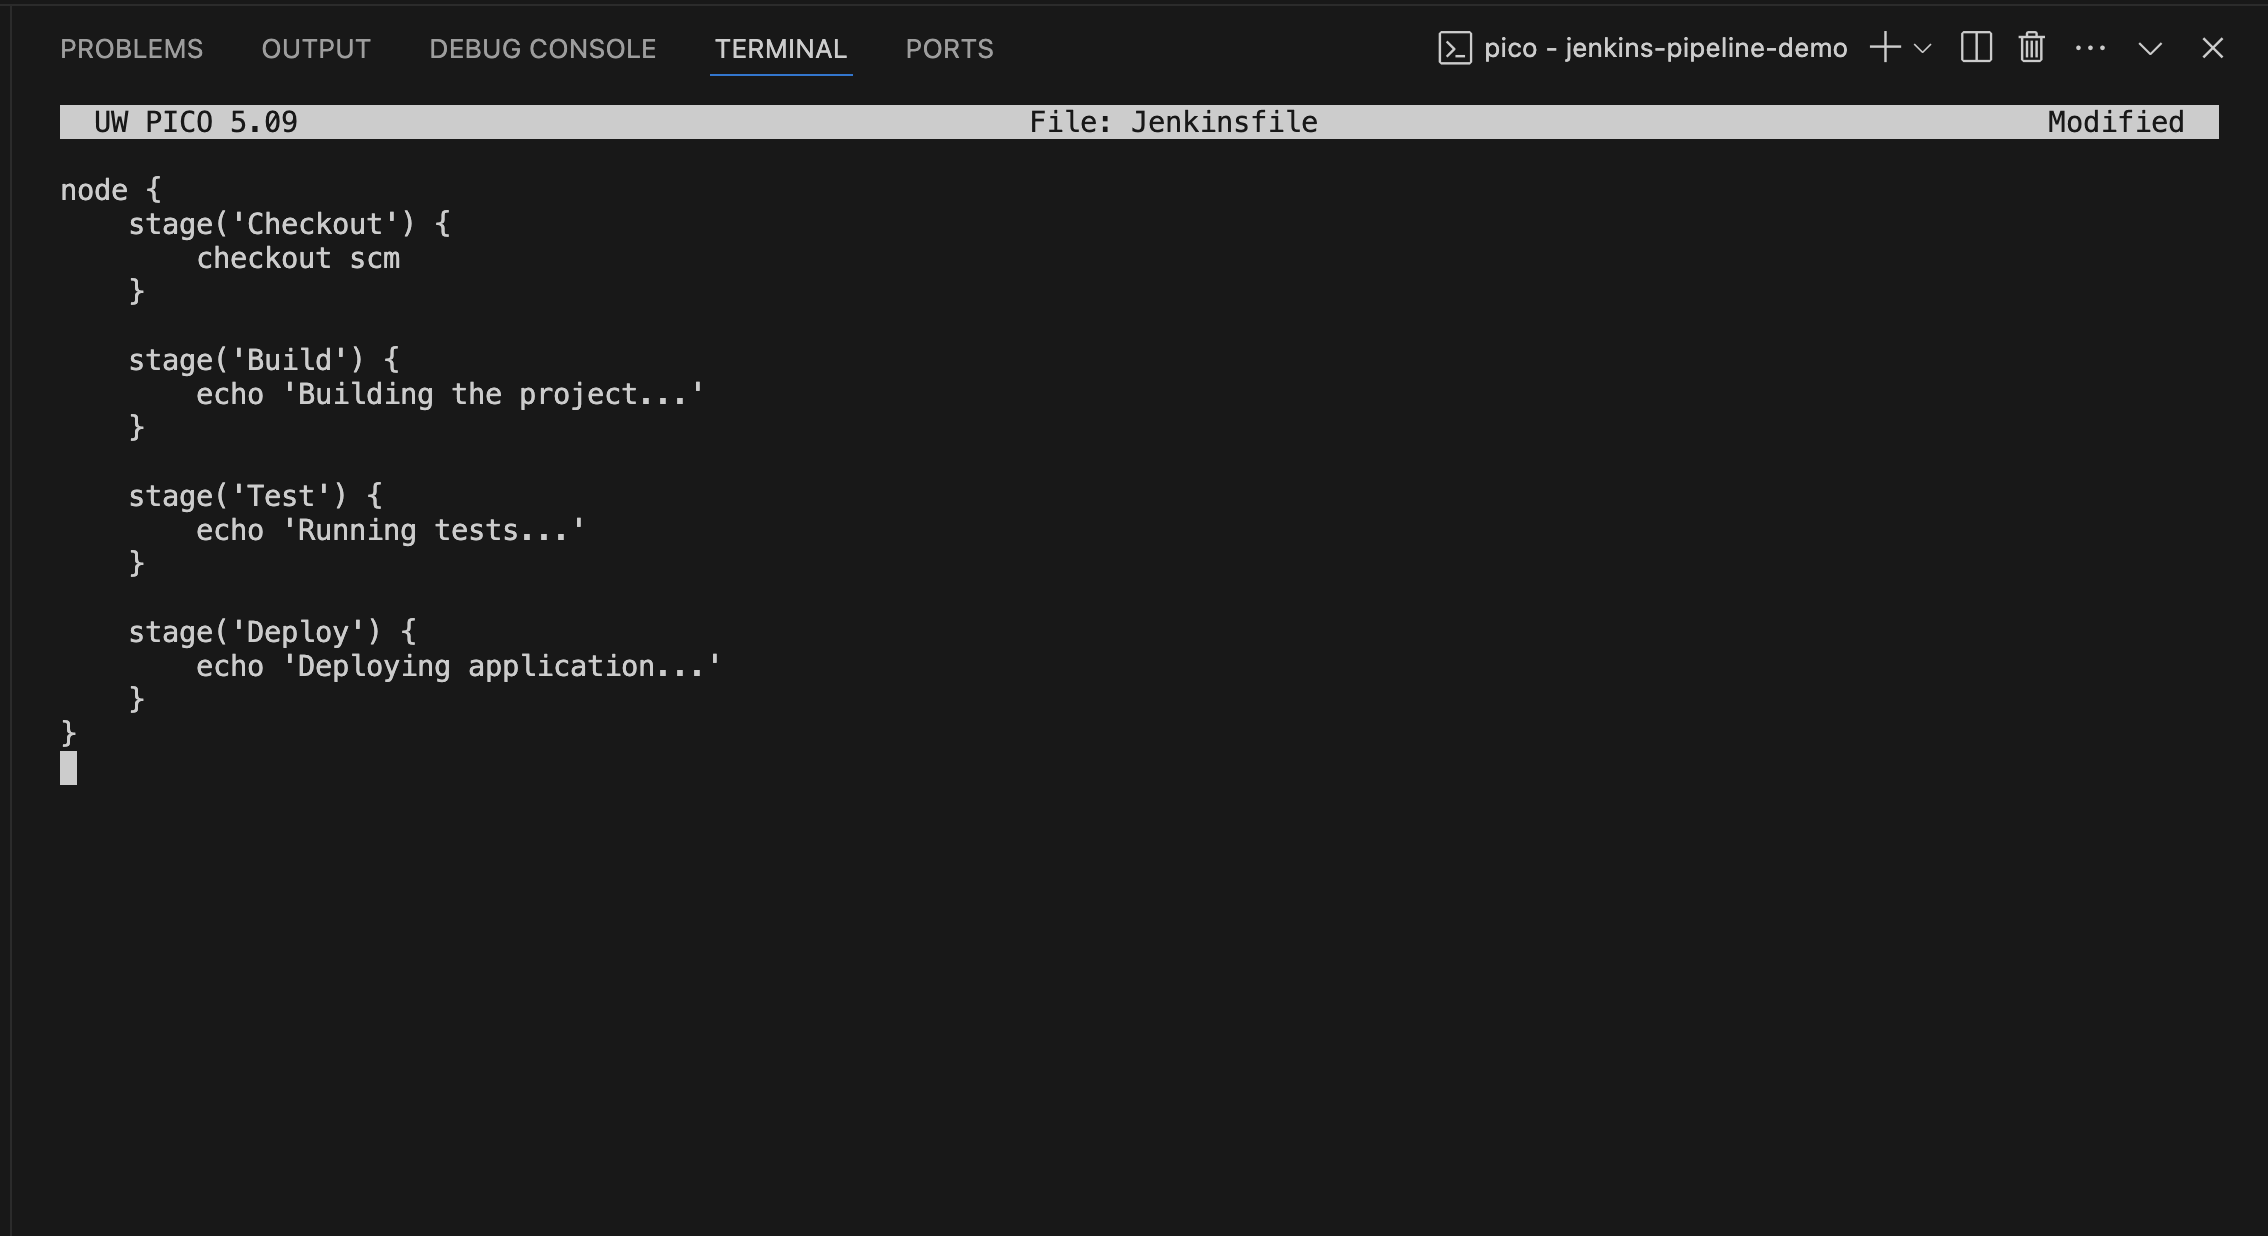 PROBLEMS OUTPUT DEBUG CONSOLE TERMINAL PORTS pico - jenkins-pipeline-demo
UW PICO 5.09 File: Jenkinsfile Modified
node {
    stage('Checkout') {
        checkout scm
    }
    stage('Build') {
        echo 'Building the project...'
    }
    stage('Test') {
        echo 'Running tests...'
    }
    stage('Deploy') {
        echo 'Deploying application...'
    }
}